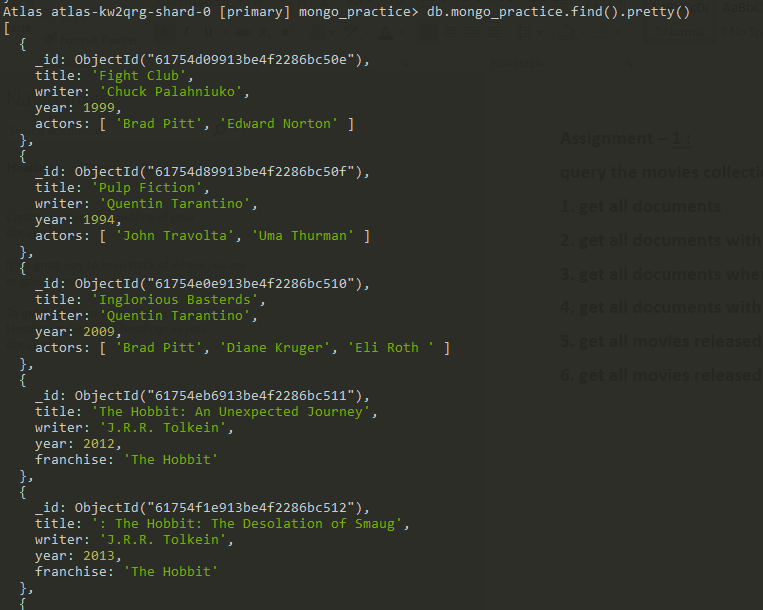 Atlas atlas-kw2qrg-shard-0 [primary] mongo_practice> db.mongo_practice.find().pretty()
[
  {
    _id: ObjectId("61754d09913be4f2286bc50e"),
    title: 'Fight Club',
    writer: 'Chuck Palahniuko',
    year: 1999,
    actors: [ 'Brad Pitt', 'Edward Norton' ]
  },
  {
    _id: ObjectId("61754d89913be4f2286bc50f"),
    title: 'Pulp Fiction',
    writer: 'Quentin Tarantino',
    year: 1994,
    actors: [ 'John Travolta', 'Uma Thurman' ]
  },
  {
    _id: ObjectId("61754e0e913be4f2286bc510"),
    title: 'Inglorious Basterds',
    writer: 'Quentin Tarantino',
    year: 2009,
    actors: [ 'Brad Pitt', 'Diane Kruger', 'Eli Roth ' ]
  },
  {
    _id: ObjectId("61754eb6913be4f2286bc511"),
    title: 'The Hobbit: An Unexpected Journey',
    writer: 'J.R.R. Tolkein',
    year: 2012,
    franchise: 'The Hobbit'
  },
  {
    _id: ObjectId("61754f1e913be4f2286bc512"),
    title: ': The Hobbit: The Desolation of Smaug',
    writer: 'J.R.R. Tolkein',
    year: 2013,
    franchise: 'The Hobbit'
  },
  {
Assignment – 1 :
query the movies collecti
1. get all documents
2. get all documents with
3. get all documents whe
4. get all documents with
5. get all movies released
6. get all movies released